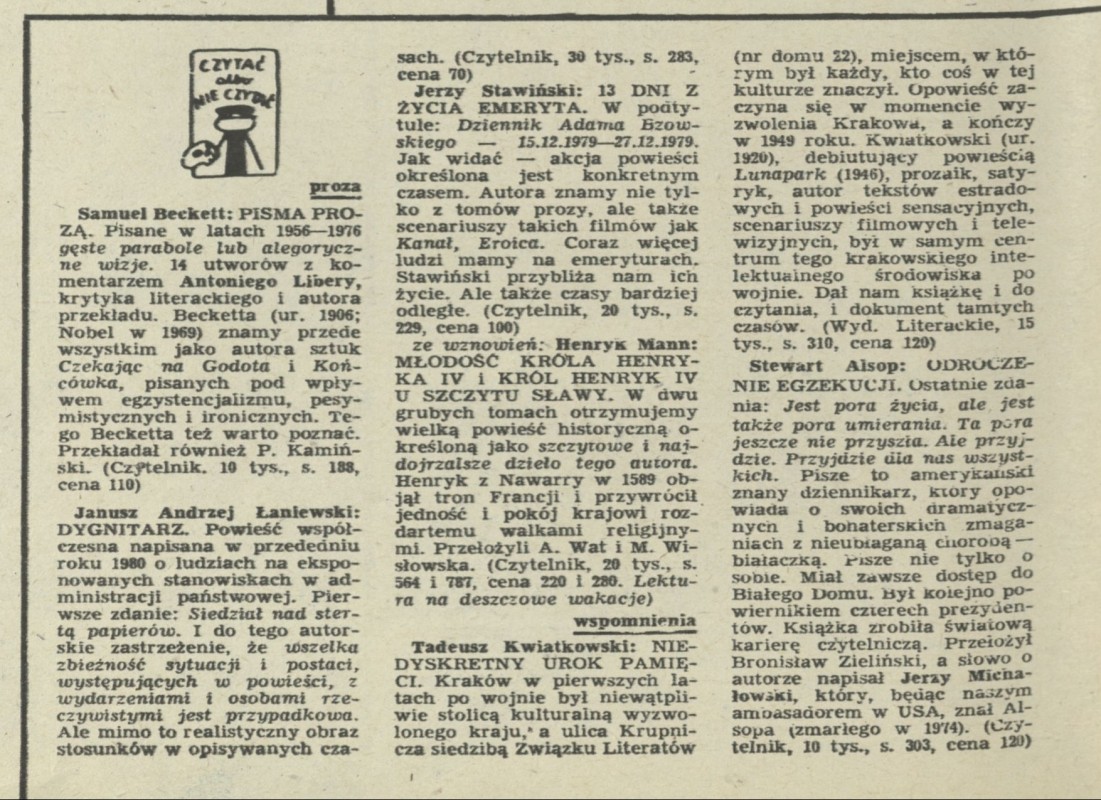 CZYTAĆ
albo
NIE CZYTAĆ
proza
Samuel Beckett: PISMA PRO-
ZĄ. Pisane w latach 1956—1976
gęste parabole lub alegorycz-
ne wizje. 14 utworów z ko-
mentarzem Antoniego Libery,
krytyka literackiego i autora
przekładu. Becketta (ur. 1906;
Nobel w 1969) znamy przede
wszystkim jako autora sztuk
Czekając na Godota i Koń-
cówka, pisanych pod wpły-
wem egzystencjalizmu, pesy-
mistycznych i ironicznych. Te-
go Becketta też warto poznać.
Przekładał również P. Kamiń-
ski. (Czytelnik. 10 tys., s. 188,
cena 110)
Janusz Andrzej Łaniewski:
DYGNITARZ. Powieść współ-
czesna napisana w przededniu
roku 1980 o ludziach na ekspo-
nowanych stanowiskach w ad-
ministracji państwowej. Pier-
wsze zdanie: Siedział nad ster-
tą papierów. I do tego autor-
skie zastrzeżenie, że wszelka
zbieżność sytuacji i postaci,
występujących w powieści, z
wydarzeniami i osobami rze-
czywistymi jest przypadkowa.
Ale mimo to realistyczny obraz
stosunków w opisywanych cza-
sach. (Czytelnik, 30 tys., s. 283,
cena 70)
Jerzy Stawiński: 13 DNI Z
ŻYCIA EMERYTA. W podty-
tule: Dziennik Adama Bzow-
skiego — 15.12.1979—27.12.1979.
Jak widać — akcja powieści
określona jest konkretnym
czasem. Autora znamy nie tyl-
ko z tomów prozy, ale także
scenariuszy takich filmów jak
Kanał, Eroica. Coraz więcej
ludzi mamy na emeryturach.
Stawiński przybliża nam ich
życie. Ale także czasy bardziej
odległe. (Czytelnik, 20 tys., s.
229, cena 100)
ze wznowień: Henryk Mann:
MŁODOŚĆ KRÓLA HENRY-
KA IV i KRÓL HENRYK IV
U SZCZYTU SŁAWY. W dwu
grubych tomach otrzymujemy
wielką powieść historyczną o-
kreśloną jako szczytowe i naj-
dojrzalsze dzieło tego autora.
Henryk z Nawarry w 1589 ob-
jął tron Francji i przywrócił
jedność i pokój krajowi roz-
dartemu walkami religijny-
mi. Przełożyli A. Wat i M. Wi-
słowska. (Czytelnik, 20 tys., s.
564 i 787, cena 220 i 280. Lektu-
ra na deszczowe wakacje)
wspomnienia
Tadeusz Kwiatkowski: NIE-
DYSKRETNY UROK PAMIĘ-
CI. Kraków w pierwszych la-
tach po wojnie był niewątpli-
wie stolicą kulturalną wyzwo-
lonego kraju, a ulica Krupni-
cza siedzibą Związku Literatów
(nr domu 22), miejscem, w któ-
rym był każdy, kto coś w tej
kulturze znaczył. Opowieść za-
czyna się w momencie wy-
zwolenia Krakowa, a kończy
w 1949 roku. Kwiatkowski (ur.
1920), debiutujący powieścią
Lunapark (1946), prozaik, saty-
ryk, autor tekstów estrado-
wych i powieści sensacyjnych,
scenariuszy filmowych i tele-
wizyjnych, był w samym cen-
trum tego krakowskiego inte-
lektualnego środowiska po
wojnie. Dał nam książkę i do
czytania, i dokument tamtych
czasów. (Wyd. Literackie, 15
tys., s. 310, cena 120)
Stewart Alsop: ODROCZE-
NIE EGZEKUCJI. Ostatnie zda-
nia: Jest pora życia, ale jest
także pora umierania. Ta pora
jeszcze nie przyszła. Ale przyj-
dzie. Przyjdzie dla nas wszyst-
kich. Pisze to amerykański
znany dziennikarz, który opo-
wiada o swoich dramatycz-
nych i bohaterskich zmaga-
niach z nieubłaganą chorobą —
białaczką. Pisze nie tylko o
sobie. Miał zawsze dostęp do
Białego Domu. Był kolejno po-
wiernikiem czterech prezyden-
tów. Książka zrobiła światową
karierę czytelniczą. Przełożył
Bronisław Zieliński, a słowo o
autorze napisał Jerzy Micha-
łowski, który, będąc naszym
ambasadorem w USA, znał Al-
sopa (zmarłego w 1974). (Czy-
telnik, 10 tys., s. 303, cena 120)